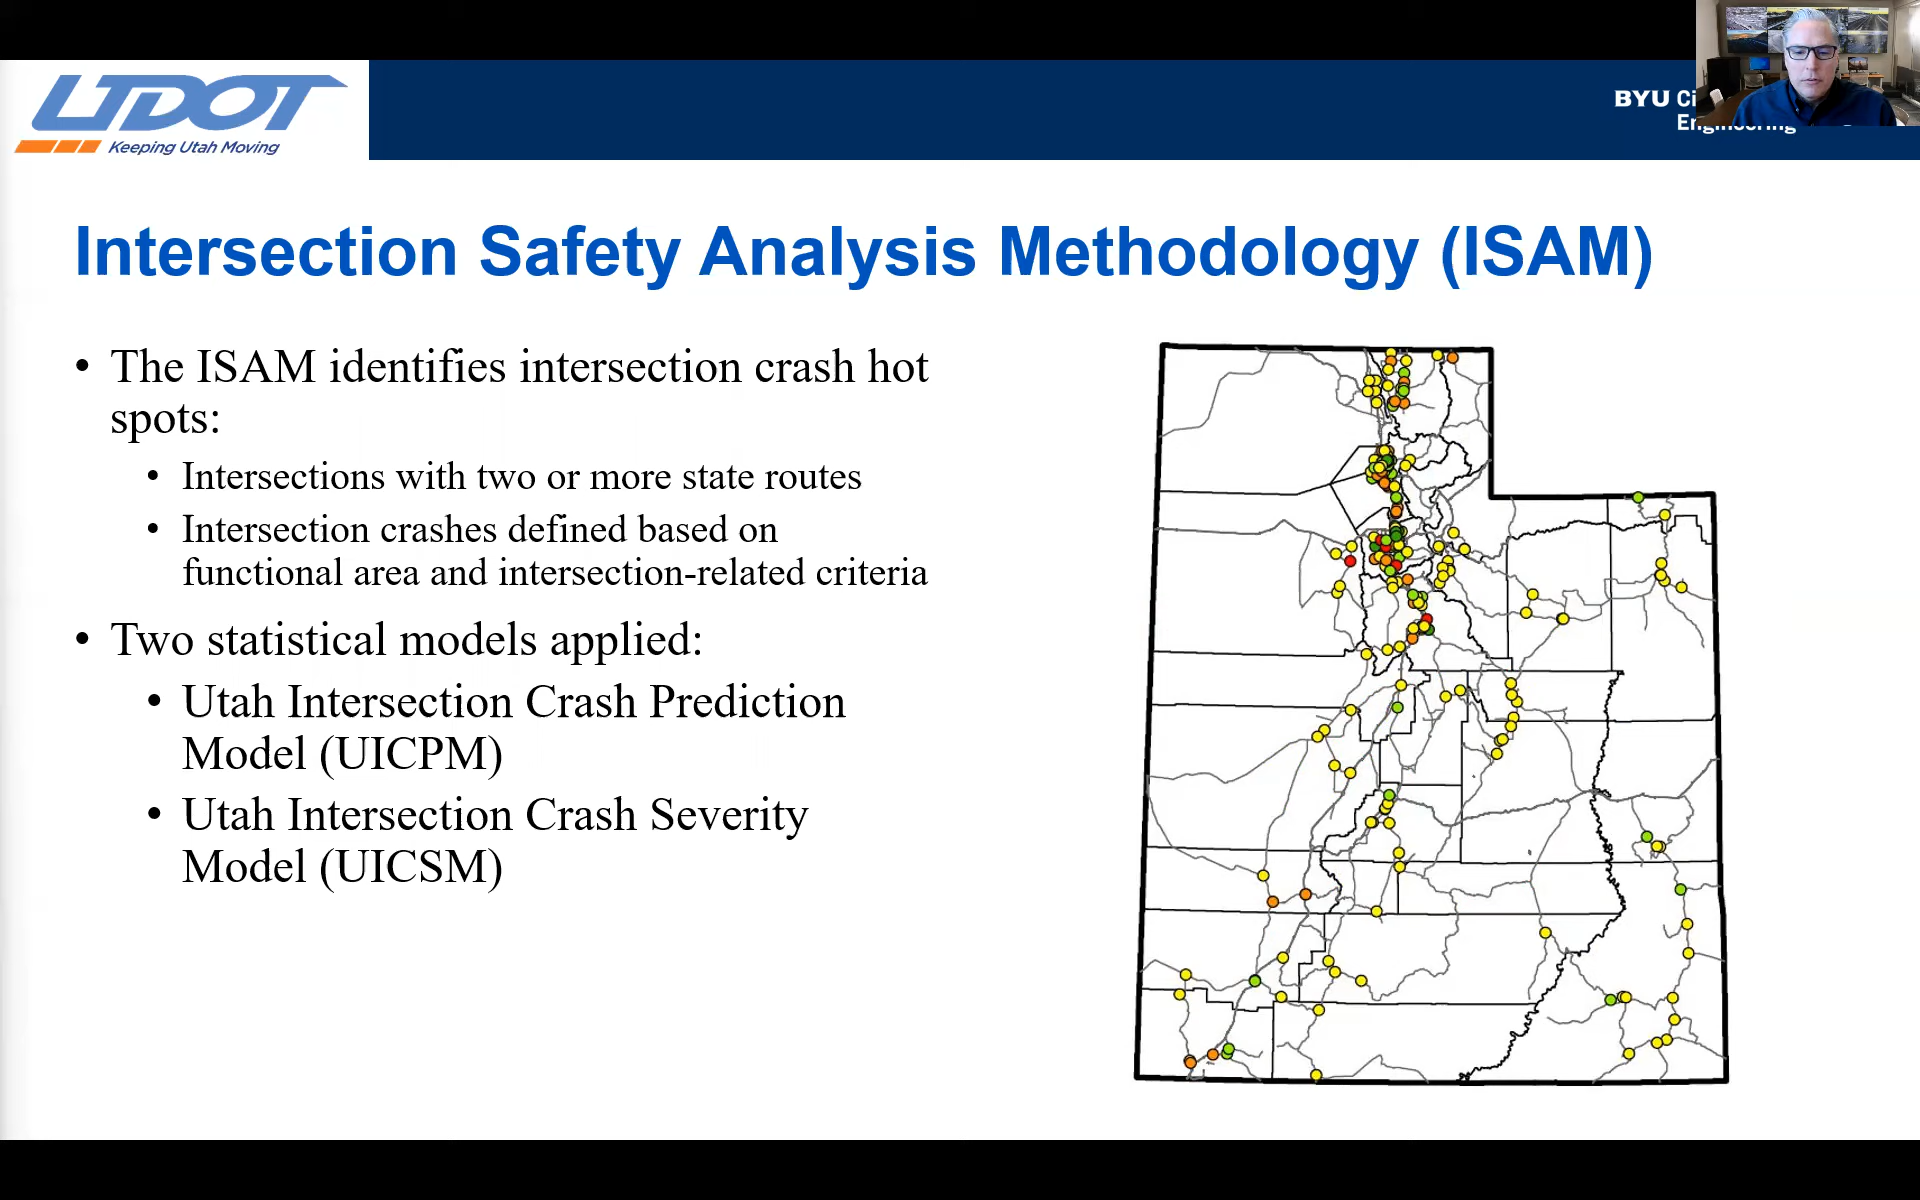 UDOT
Keeping Utah Moving
BYU
Engineering
Intersection Safety Analysis Methodology (ISAM)
• The ISAM identifies intersection crash hot
spots:
• Intersections with two or more state routes
• Intersection crashes defined based on
functional area and intersection-related criteria
• Two statistical models applied:
• Utah Intersection Crash Prediction
Model (UICPM)
• Utah Intersection Crash Severity
Model (UICSM)